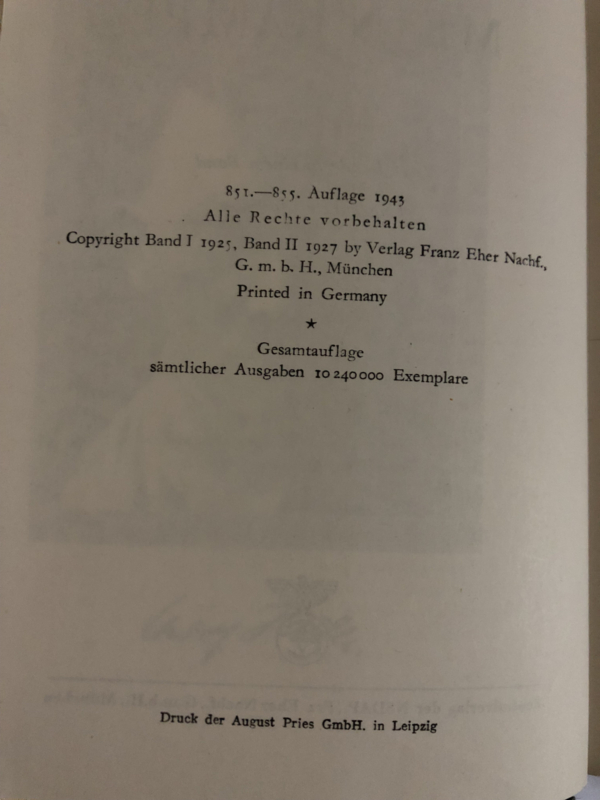 851.—855. Auflage 1943
Alle Rechte vorbehalten
Copyright Band I 1925, Band II 1927 by Verlag Franz Eher Nachf.,
G. m. b. H., München
Printed in Germany
★
Gesamtauflage
sämtlicher Ausgaben 10 240 000 Exemplare
Druck der August Pries GmbH. in Leipzig